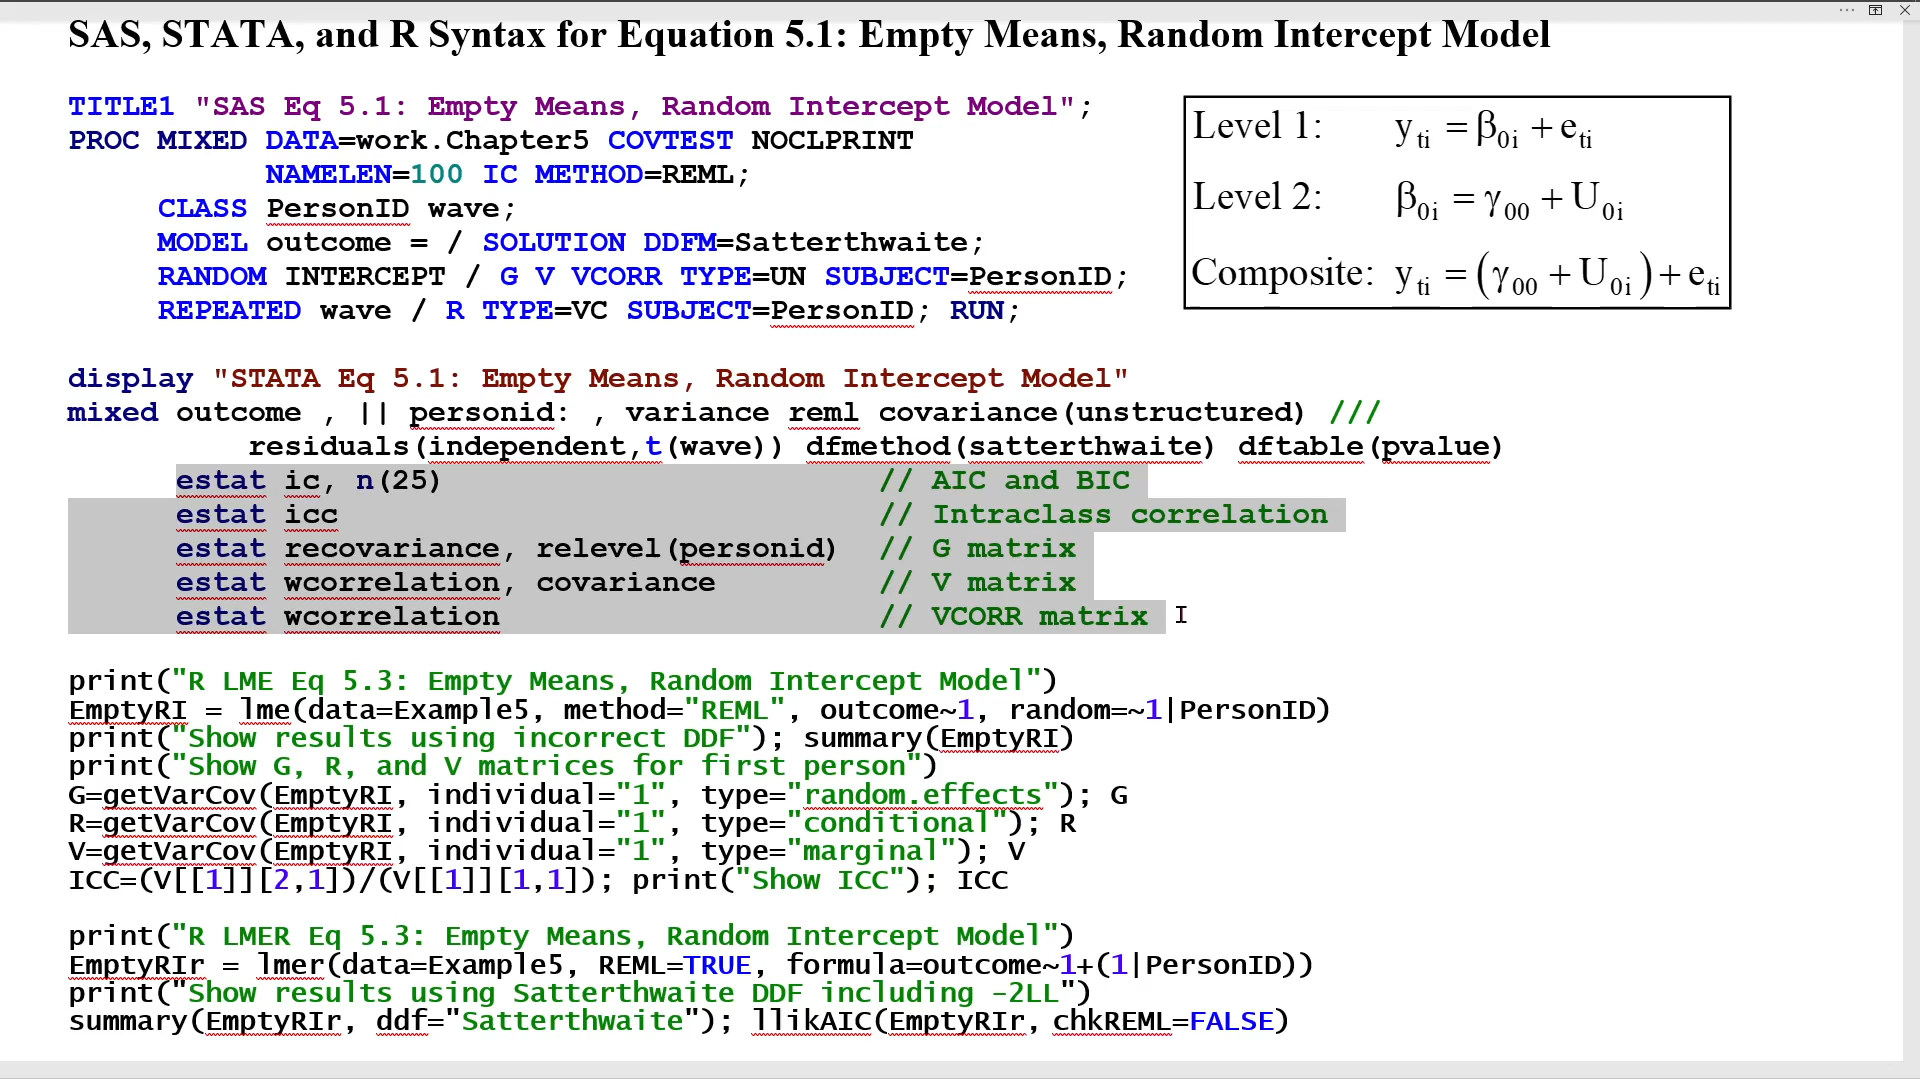 SAS, STATA, and R Syntax for Equation 5.1: Empty Means, Random Intercept Model
TITLE1 "SAS Eq 5.1: Empty Means, Random Intercept Model";
PROC MIXED DATA=work.Chapter5 COVTEST NOCLPRINT
NAMELEN=100 IC METHOD=REML;
CLASS PersonID wave;
MODEL outcome = / SOLUTION DDFM=Satterthwaite;
RANDOM INTERCEPT / G V VCORR TYPE=UN SUBJECT=PersonID;
REPEATED wave / R TYPE=VC SUBJECT=PersonID; RUN;
Level 1: y_ti = β_0i + e_ti
Level 2: β_0i = γ_00 + U_0i
Composite: y_ti = (γ_00 + U_0i) + e_ti
display "STATA Eq 5.1: Empty Means, Random Intercept Model"
mixed outcome , || personid: , variance reml covariance(unstructured) ///
residuals(independent,t(wave)) dfmethod(satterthwaite) dftable(pvalue)
estat ic, n(25) // AIC and BIC
estat icc // Intraclass correlation
estat recovariance, relevel(personid) // G matrix
estat wcorrelation, covariance // V matrix
estat wcorrelation // VCORR matrix
print("R LME Eq 5.3: Empty Means, Random Intercept Model")
EmptyRI = lme(data=Example5, method="REML", outcome~1, random=~1|PersonID)
print("Show results using incorrect DDF"); summary(EmptyRI)
print("Show G, R, and V matrices for first person")
G=getVarCov(EmptyRI, individual="1", type="random.effects"); G
R=getVarCov(EmptyRI, individual="1", type="conditional"); R
V=getVarCov(EmptyRI, individual="1", type="marginal"); V
ICC=(V[[1]][2,1])/(V[[1]][1,1]); print("Show ICC"); ICC
print("R LMER Eq 5.3: Empty Means, Random Intercept Model")
EmptyRIr = lmer(data=Example5, REML=TRUE, formula=outcome~1+(1|PersonID))
print("Show results using Satterthwaite DDF including -2LL")
summary(EmptyRIr, ddf="Satterthwaite"); llikAIC(EmptyRIr, chkREML=FALSE)